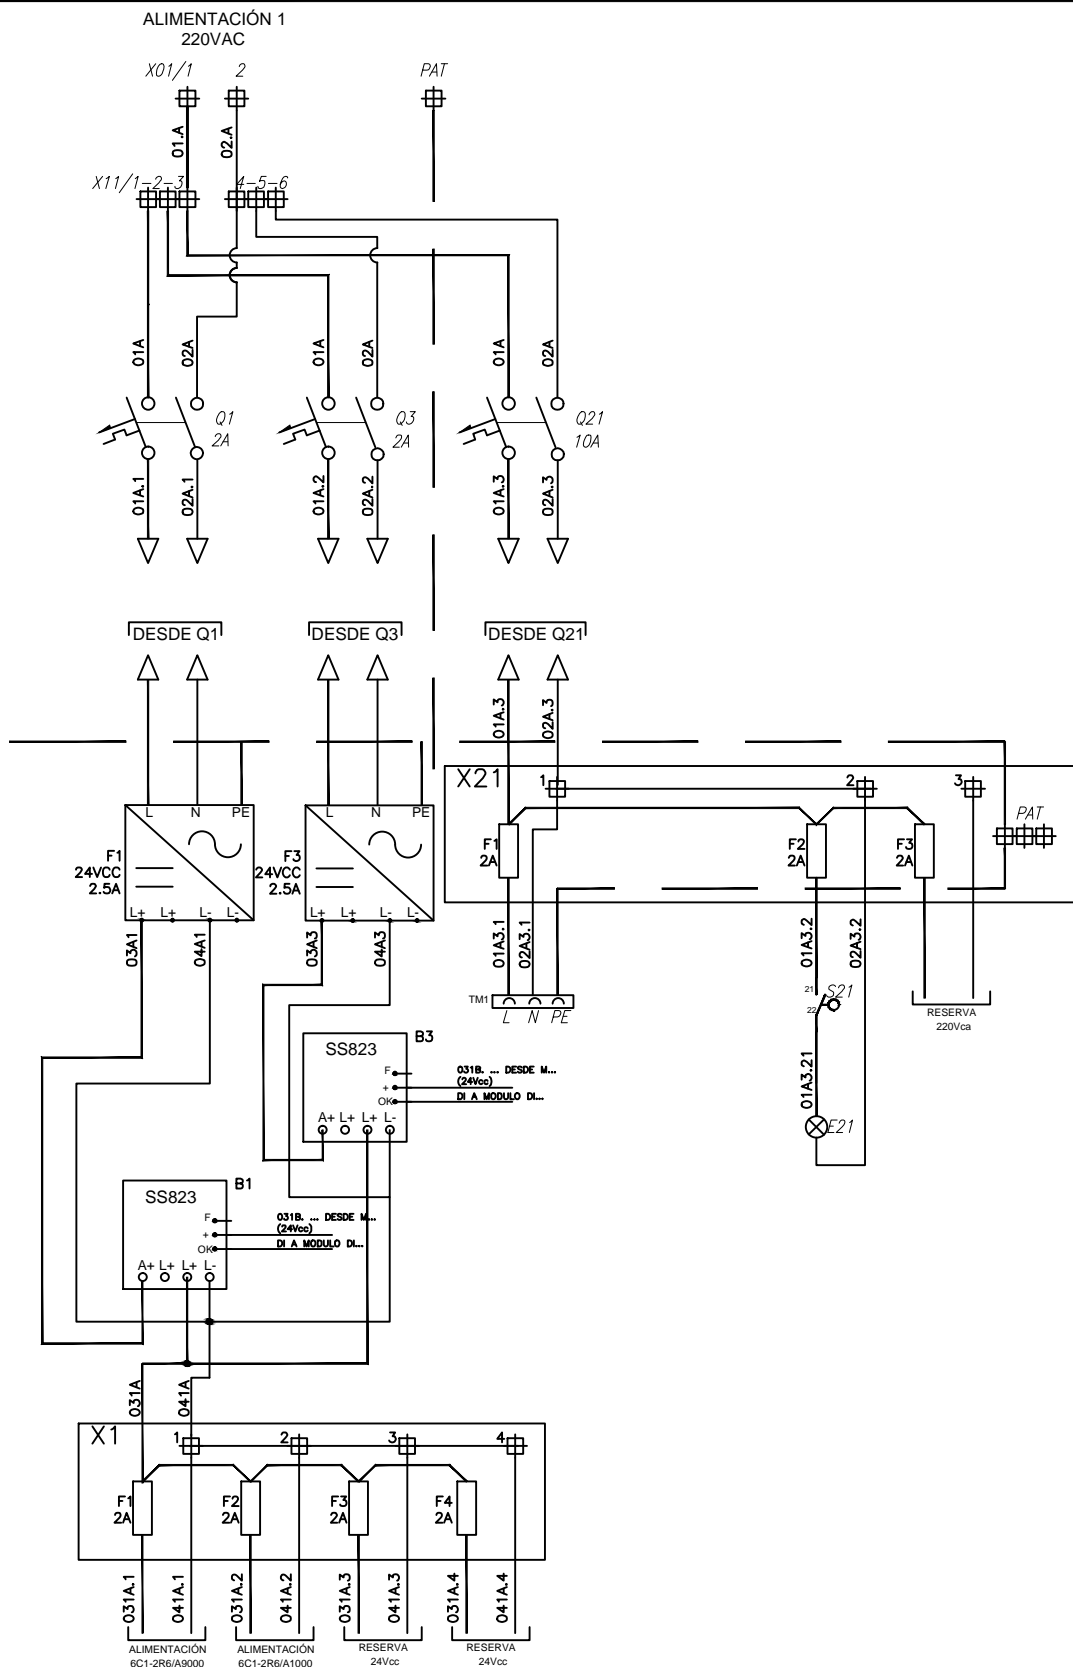 ALIMENTACIÓN 1
220VAC
X01/1
2
PAT
01.A
02.A
X11/1-2-3
4-5-6
01A
02A
01A
02A
01A
02A
Q1
2A
Q3
2A
Q21
10A
01A.1
02A.1
01A.2
02A.2
01A.3
02A.3
DESDE Q1
DESDE Q3
DESDE Q21
01A.3
02A.3
X21
1
2
3
PAT
L
N
PE
L
N
PE
F1
24VCC
2.5A
F3
24VCC
2.5A
F1
2A
F2
2A
F3
2A
L+
L+
L-
L-
L+
L+
L-
L-
03A1
04A1
03A3
04A3
01A3.1
02A3.1
01A3.2
02A3.2
TM1
L
N
PE
21
22
S21
RESERVA
220Vca
01A3.21
E21
SS823
B3
F
+
OK
A+ L+ L+ L-
031B. ... DESDE M...
(24Vcc)
DI A MODULO DI...
SS823
B1
F
+
OK
A+ L+ L+ L-
031B. ... DESDE M...
(24Vcc)
DI A MODULO DI...
031A
041A
X1
1
2
3
4
F1
2A
F2
2A
F3
2A
F4
2A
031A.1
041A.1
031A.2
041A.2
031A.3
041A.3
031A.4
041A.4
ALIMENTACIÓN
6C1-2R6/A9000
ALIMENTACIÓN
6C1-2R6/A1000
RESERVA
24Vcc
RESERVA
24Vcc